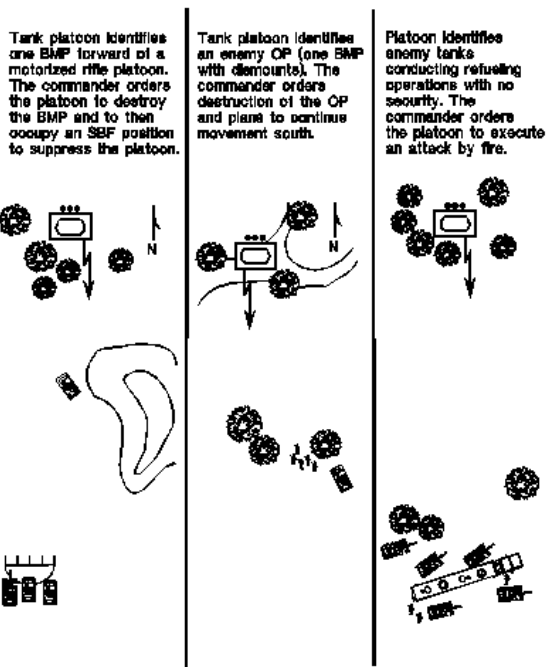 Tank platoon identifies
one BMP forward of a
motorized rifle platoon.
The commander orders
the platoon to destroy
the BMP and to then
occupy an SBF position
to suppress the platoon.
Tank platoon identifies
an enemy OP (one BMP
with dismounts). The
commander orders
destruction of the OP
and plans to continue
movement south.
Platoon identifies
enemy tanks
conducting refueling
operations with no
security. The
commander orders
the platoon to execute
an attack by fire.
N
N